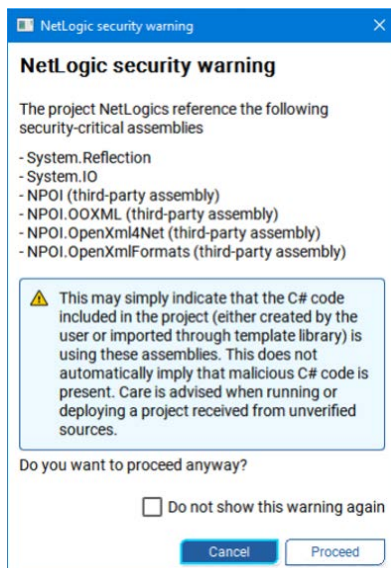 NetLogic security warning
NetLogic security warning
The project NetLogics reference the following
security-critical assemblies
- System.Reflection
- System.IO
- NPOI (third-party assembly)
- NPOI.OOXML (third-party assembly)
- NPOI.OpenXml4Net (third-party assembly)
- NPOI.OpenXmlFormats (third-party assembly)
This may simply indicate that the C# code
included in the project (either created by the
user or imported through template library) is
using these assemblies. This does not
automatically imply that malicious C# code is
present. Care is advised when running or
deploying a project received from unverified
sources.
Do you want to proceed anyway?
Do not show this warning again
Cancel Proceed